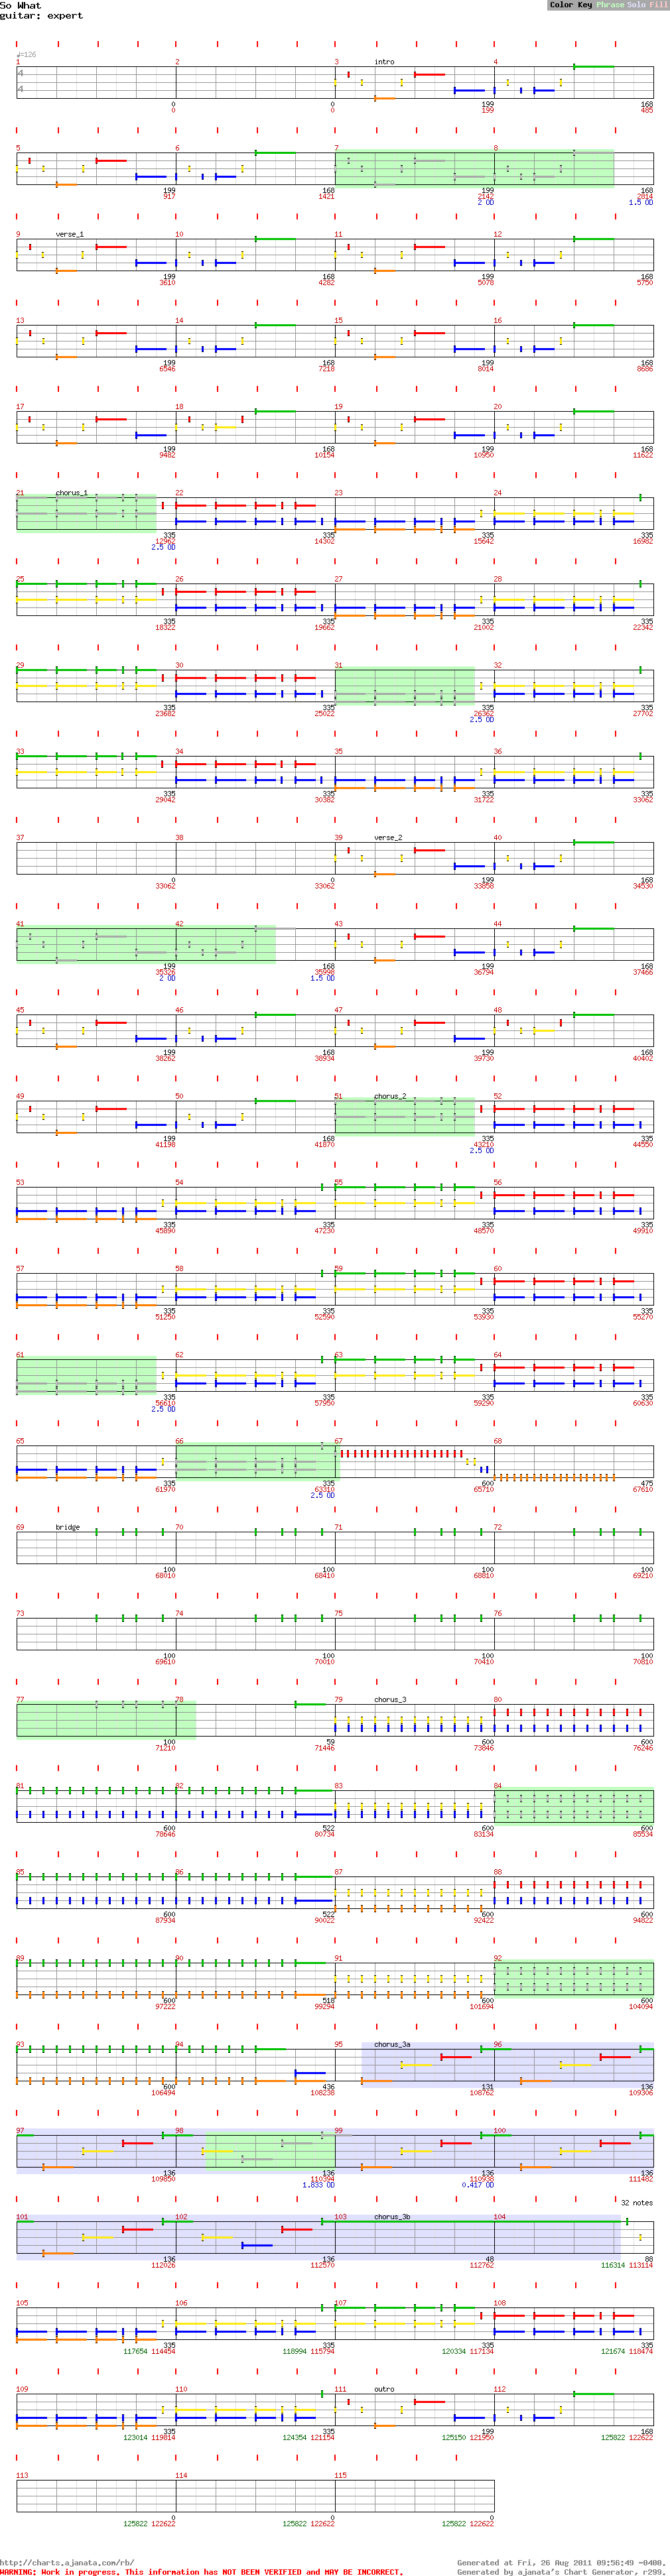 So What
guitar: expert
Color Key Phrase Solo Fill
♩=126
1 2 3 intro 4
4
4
0 0 199 168
0 0 199 485
5 6 7 8
199 168 199 168
917 1421 2142 2814
2 OD 1.5 OD
9 verse_1 10 11 12
199 168 199 168
3610 4282 5078 5750
13 14 15 16
199 168 199 168
6546 7218 8014 8686
17 18 19 20
199 168 199 168
9482 10154 10950 11622
21 chorus_1 22 23 24
335 335 335 335
12962 14302 15642 16982
2.5 OD
25 26 27 28
335 335 335 335
18322 19662 21002 22342
29 30 31 32
335 335 335 335
23682 25022 26362 27702
2.5 OD
33 34 35 36
335 335 335 335
29042 30382 31722 33062
37 38 39 verse_2 40
0 0 199 168
33062 33062 33858 34530
41 42 43 44
199 168 199 168
35326 35998 36794 37466
2 OD 1.5 OD
45 46 47 48
199 168 199 168
38262 38934 39730 40402
49 50 51 chorus_2 52
199 168 335 335
41198 41870 43210 44550
2.5 OD
53 54 55 56
335 335 335 335
45890 47230 48570 49910
57 58 59 60
335 335 335 335
51250 52590 53930 55270
61 62 63 64
335 335 335 335
56610 57950 59290 60630
2.5 OD
65 66 67 68
335 335 600 475
61970 63310 65710 67610
2.5 OD
69 bridge 70 71 72
100 100 100 100
68010 68410 68810 69210
73 74 75 76
100 100 100 100
69610 70010 70410 70810
77 78 79 chorus_3 80
100 59 600 600
71210 71446 73846 76246
81 82 83 84
600 522 600 600
78646 80734 83134 85534
85 86 87 88
600 522 600 600
87934 90022 92422 94822
89 90 91 92
600 518 600 600
97222 99294 101694 104094
93 94 95 chorus_3a 96
600 436 131 136
106494 108238 108762 109306
97 98 99 100
136 136 136 136
109850 110394 110938 111482
1.833 OD 0.417 OD
32 notes
101 102 103 chorus_3b 104
136 136 48 88
112026 112570 112762 116314 113114
105 106 107 108
335 335 335 335
117654 114454 118994 115794 120334 117134 121674 118474
109 110 111 outro 112
335 335 199 168
123014 119814 124354 121154 125150 121950 125822 122622
113 114 115
0 0 0
125822 122622 125822 122622 125822 122622
http://charts.ajanata.com/rb/ Generated at Fri, 26 Aug 2011 09:56:49 -0400.
WARNING: Work in progress. This information has NOT BEEN VERIFIED and MAY BE INCORRECT. Generated by ajanata's Chart Generator, r299.